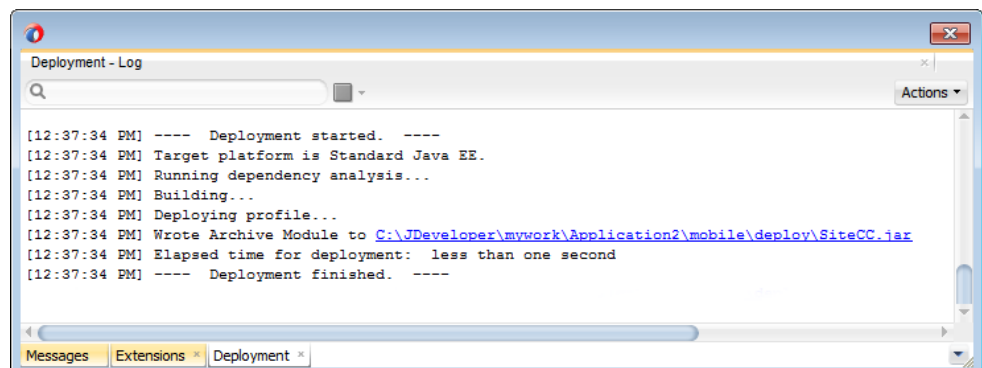 Deployment - Log
Actions
[12:37:34 PM] ----  Deployment started.  ----
[12:37:34 PM] Target platform is Standard Java EE.
[12:37:34 PM] Running dependency analysis...
[12:37:34 PM] Building...
[12:37:34 PM] Deploying profile...
[12:37:34 PM] Wrote Archive Module to C:\JDeveloper\mywork\Application2\mobile\deploy\SiteCC.jar
[12:37:34 PM] Elapsed time for deployment:  less than one second
[12:37:34 PM] ----  Deployment finished.  ----
Messages Extensions Deployment